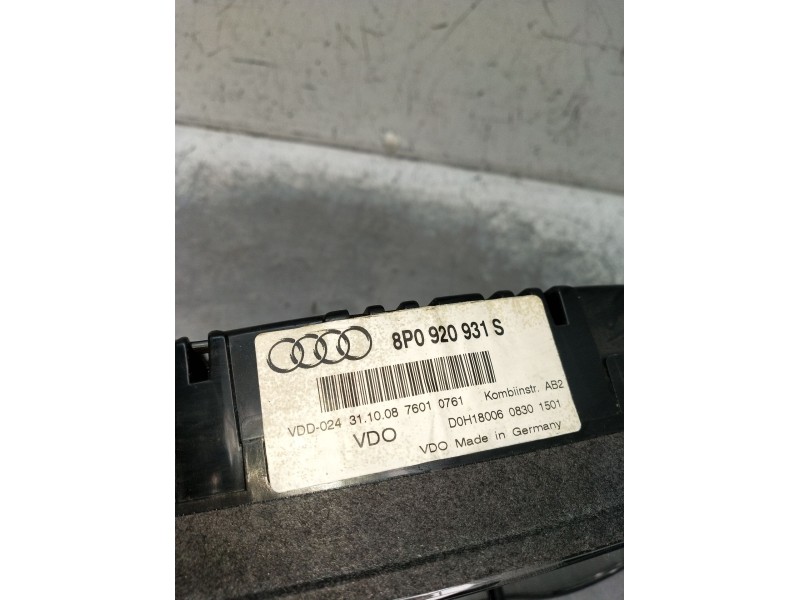 8P0 920 931 S
VDD-024 31.10.08 7601 0761 Kombiinstr. AB2
VDO D0H18006 0830 1501
VDO Made in Germany